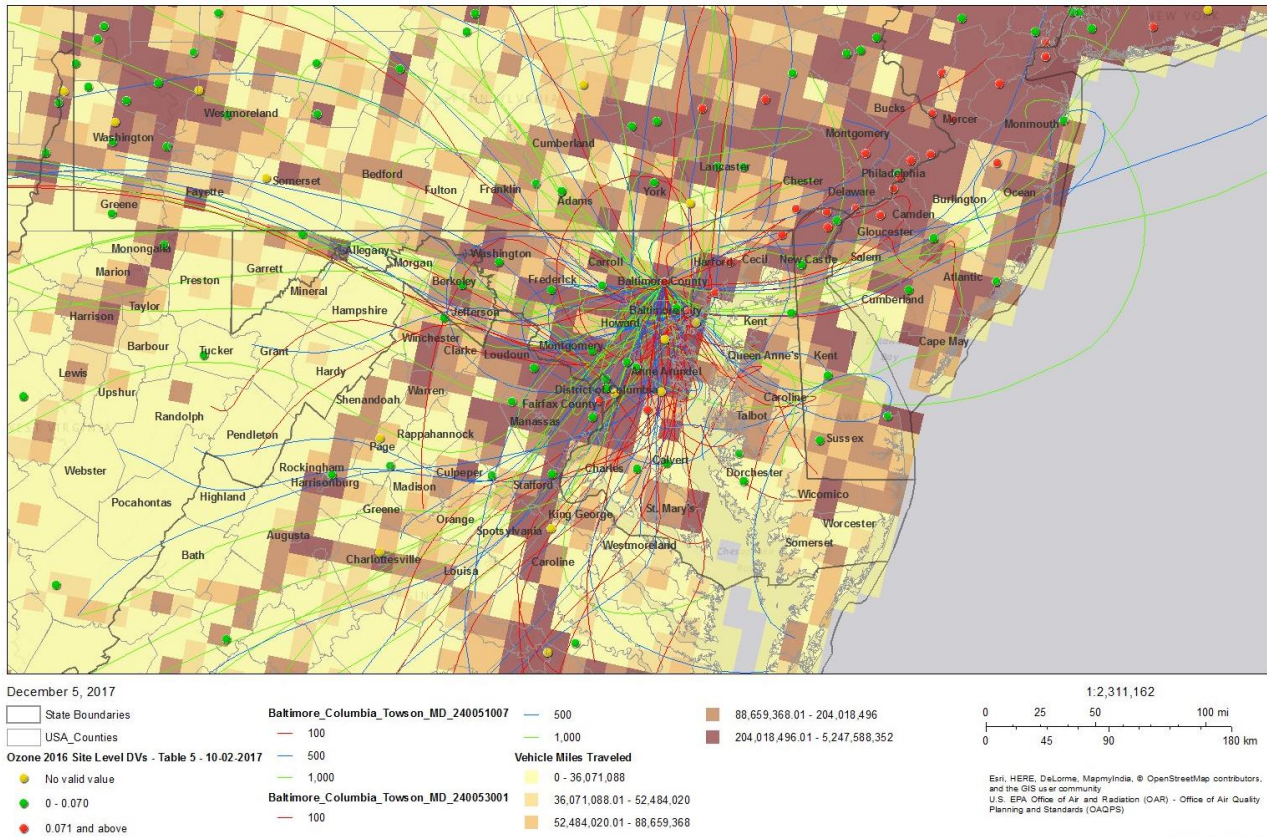 NEW YORK
Washington
Westmoreland
Bucks
Mercer
Montgomery
Monmouth
Cumberland
Lancaster
Philadelphia
Bedford
Somerset
Fulton
Franklin
Adams
York
Chester
Delaware
Ocean
Burlington
Fayette
Greene
Camden
Gloucester
Monongalia
Allegany
Morgan
Washington
Carroll
Harford
Cecil
New Castle
Salem
Marion
Preston
Garrett
Berkeley
Frederick
Baltimore County
Atlantic
Mineral
Cumberland
Taylor
Harrison
Hampshire
Jefferson
Howard
Baltimore City
Kent
Winchester
Cape May
Barbour
Tucker
Grant
Clarke
Loudoun
Montgomery
Queen Anne's
Kent
Lewis
Upshur
Hardy
Anne Arundel
Warren
District of Columbia
Caroline
Shenandoah
Fairfax County
Randolph
Talbot
Manassas
Pendleton
Rappahannock
Page
Sussex
Webster
Rockingham
Harrisonburg
Culpeper
Charles
Calvert
Dorchester
Stafford
Madison
Wicomico
Pocahontas
Highland
Greene
Orange
King George
St. Mary's
Worcester
Augusta
Spotsylvania
Westmoreland
Somerset
Bath
Charlottesville
Louisa
Caroline
December 5, 2017
State Boundaries
USA_Counties
Ozone 2016 Site Level DVs - Table 5 - 10-02-2017
No valid value
0 - 0.070
0.071 and above
Baltimore_Columbia_Towson_MD_240051007
100
500
1,000
Baltimore_Columbia_Towson_MD_240053001
100
500
1,000
Vehicle Miles Traveled
0 - 36,071,088
36,071,088.01 - 52,484,020
52,484,020.01 - 88,659,368
88,659,368.01 - 204,018,496
204,018,496.01 - 5,247,588,352
1:2,311,162
0 25 50 100 mi
0 45 90 180 km
Esri, HERE, DeLorme, MapmyIndia, © OpenStreetMap contributors,
and the GIS user community
U.S. EPA Office of Air and Radiation (OAR) - Office of Air Quality
Planning and Standards (OAQPS)